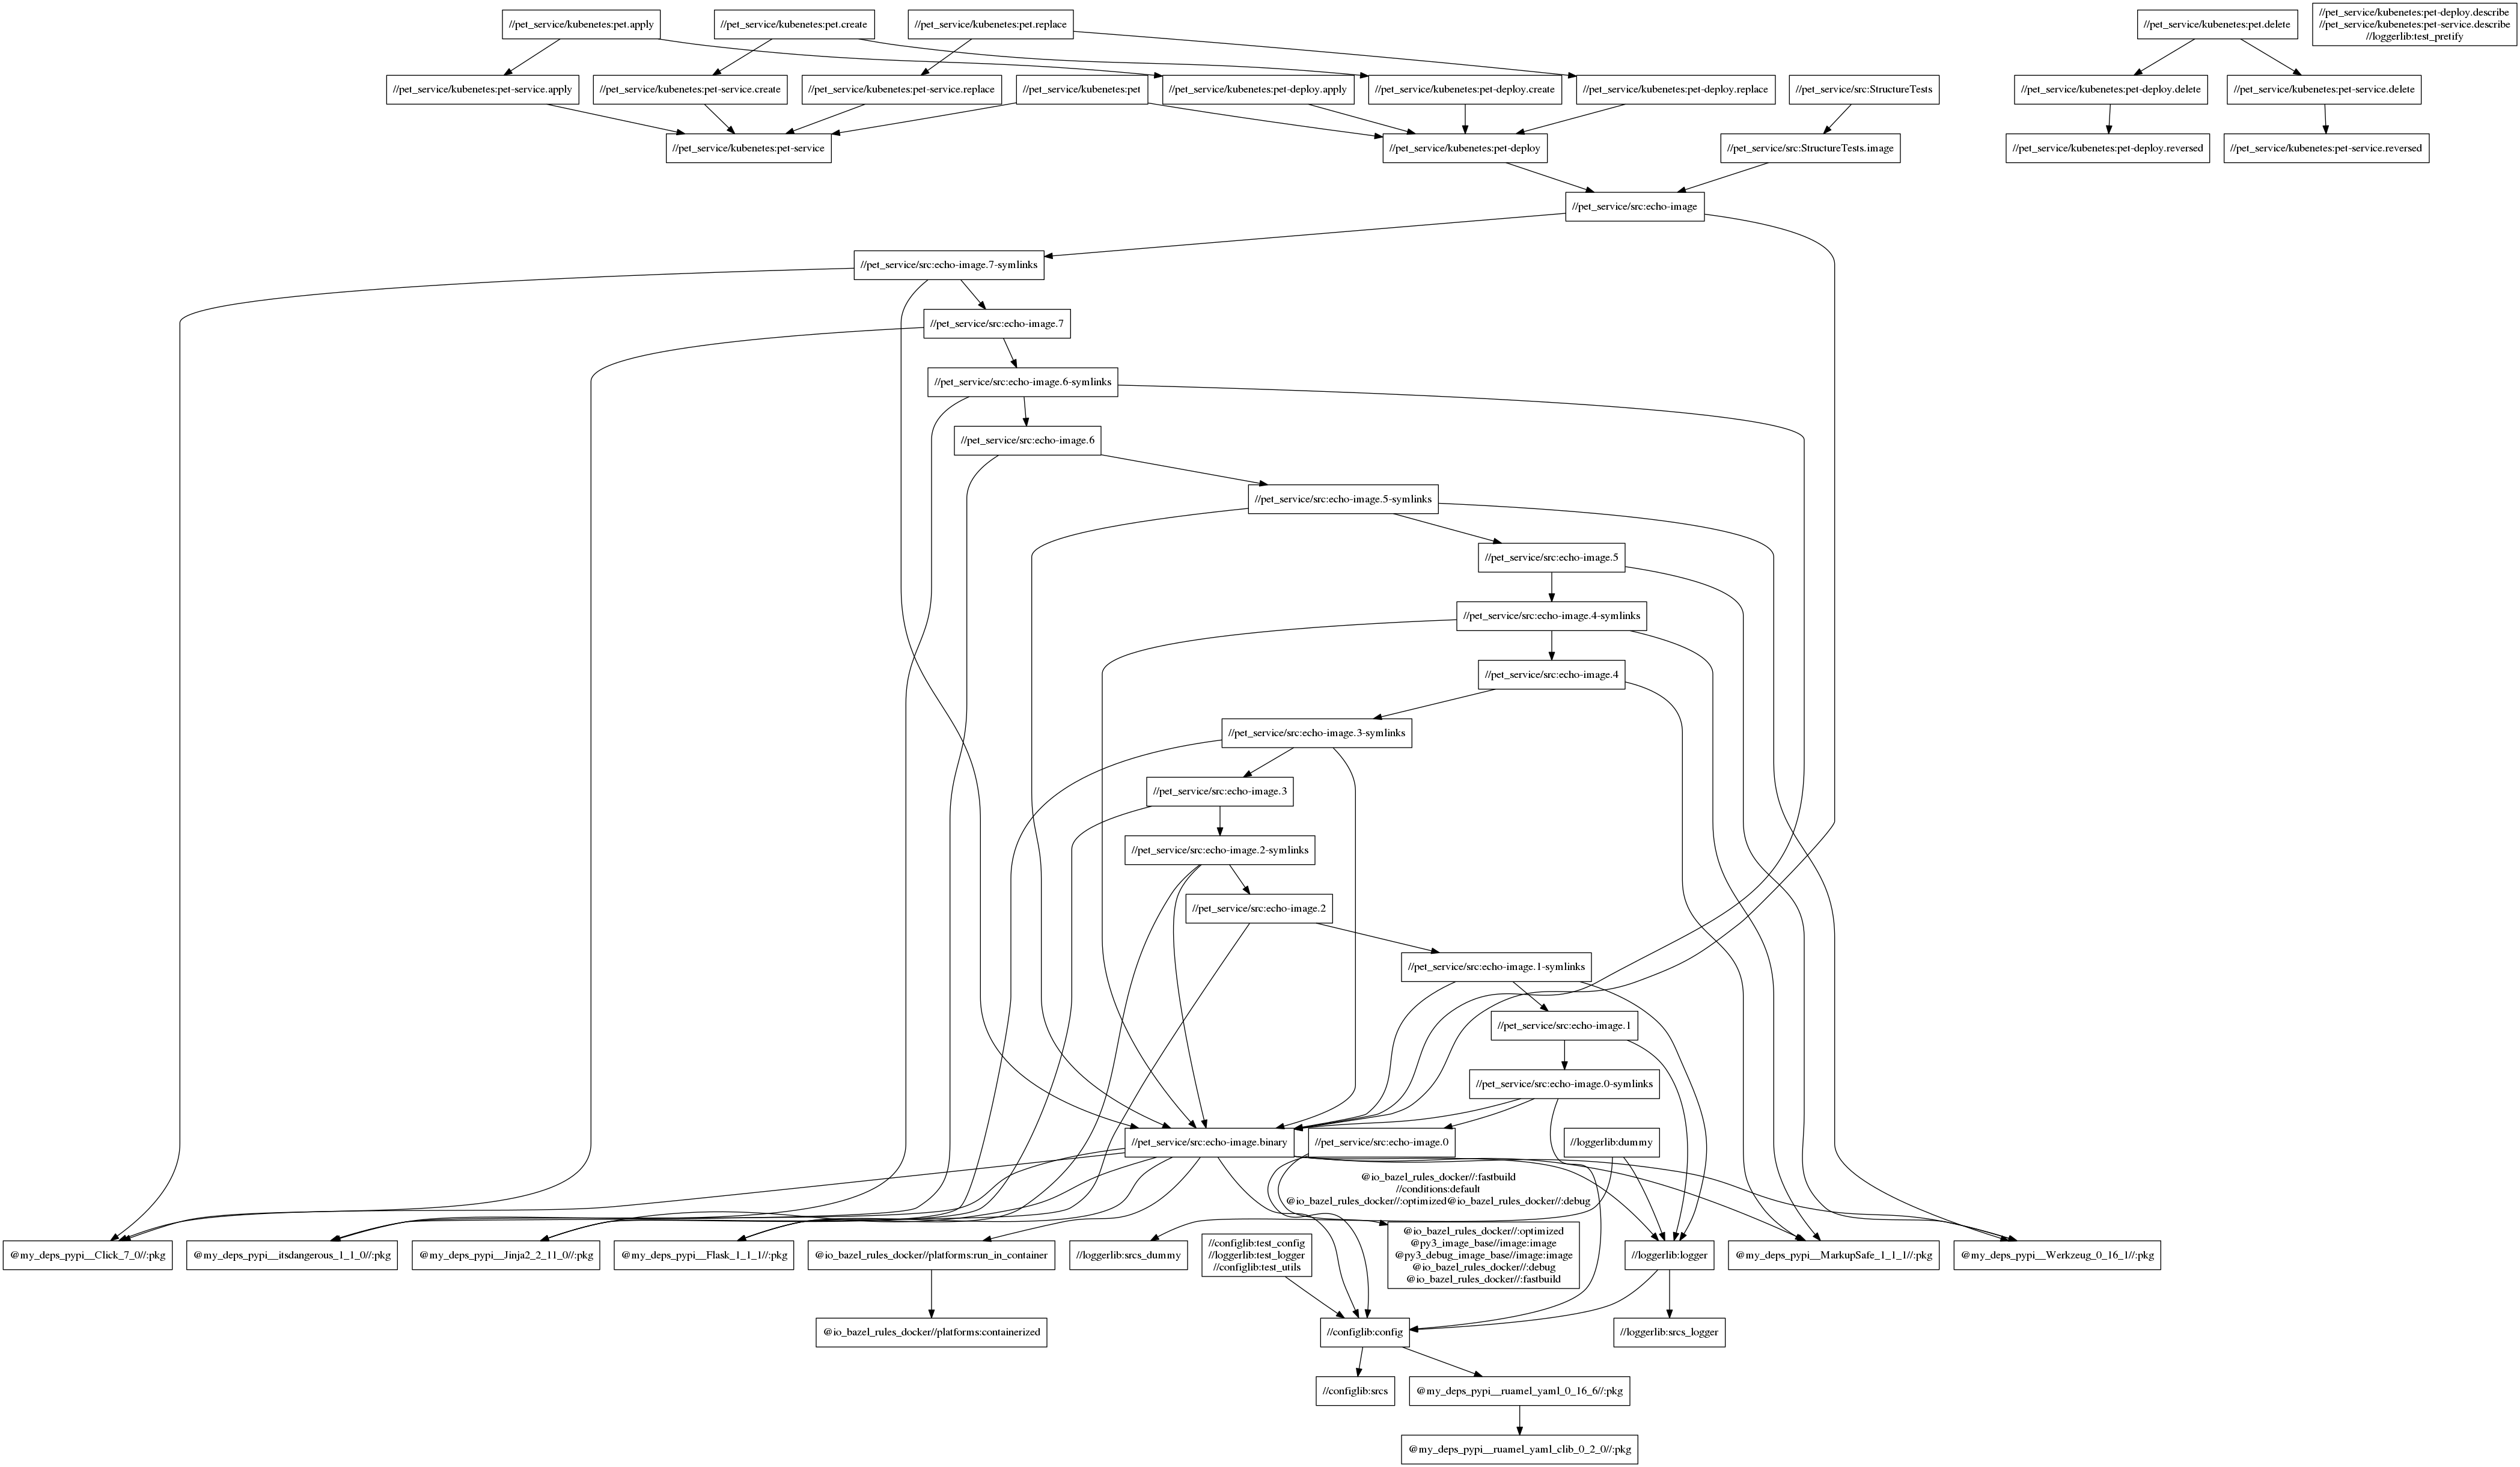 //pet_service/kubenetes:pet.apply
//pet_service/kubenetes:pet.create
//pet_service/kubenetes:pet.replace
//pet_service/kubenetes:pet.delete
//pet_service/kubenetes:pet-deploy.describe
//pet_service/kubenetes:pet-service.describe
//loggerlib:test_pretify
//pet_service/kubenetes:pet-service.apply
//pet_service/kubenetes:pet-service.create
//pet_service/kubenetes:pet-service.replace
//pet_service/kubenetes:pet
//pet_service/kubenetes:pet-deploy.apply
//pet_service/kubenetes:pet-deploy.create
//pet_service/kubenetes:pet-deploy.replace
//pet_service/src:StructureTests
//pet_service/kubenetes:pet-deploy.delete
//pet_service/kubenetes:pet-service.delete
//pet_service/kubenetes:pet-service
//pet_service/kubenetes:pet-deploy
//pet_service/src:StructureTests.image
//pet_service/kubenetes:pet-deploy.reversed
//pet_service/kubenetes:pet-service.reversed
//pet_service/src:echo-image
//pet_service/src:echo-image.7-symlinks
//pet_service/src:echo-image.7
//pet_service/src:echo-image.6-symlinks
//pet_service/src:echo-image.6
//pet_service/src:echo-image.5-symlinks
//pet_service/src:echo-image.5
//pet_service/src:echo-image.4-symlinks
//pet_service/src:echo-image.4
//pet_service/src:echo-image.3-symlinks
//pet_service/src:echo-image.3
//pet_service/src:echo-image.2-symlinks
//pet_service/src:echo-image.2
//pet_service/src:echo-image.1-symlinks
//pet_service/src:echo-image.1
//pet_service/src:echo-image.0-symlinks
//pet_service/src:echo-image.binary
//pet_service/src:echo-image.0
//loggerlib:dummy
@io_bazel_rules_docker//:fastbuild
//conditions:default
@io_bazel_rules_docker//:optimized@io_bazel_rules_docker//:debug
@my_deps_pypi__Click_7_0//:pkg
@my_deps_pypi__itsdangerous_1_1_0//:pkg
@my_deps_pypi__Jinja2_2_11_0//:pkg
@my_deps_pypi__Flask_1_1_1//:pkg
@io_bazel_rules_docker//platforms:run_in_container
//loggerlib:srcs_dummy
//configlib:test_config
//loggerlib:test_logger
//configlib:test_utils
@io_bazel_rules_docker//:optimized
@py3_image_base//image:image
@py3_debug_image_base//image:image
@io_bazel_rules_docker//:debug
@io_bazel_rules_docker//:fastbuild
//loggerlib:logger
@my_deps_pypi__MarkupSafe_1_1_1//:pkg
@my_deps_pypi__Werkzeug_0_16_1//:pkg
@io_bazel_rules_docker//platforms:containerized
//configlib:config
//loggerlib:srcs_logger
//configlib:srcs
@my_deps_pypi__ruamel_yaml_0_16_6//:pkg
@my_deps_pypi__ruamel_yaml_clib_0_2_0//:pkg